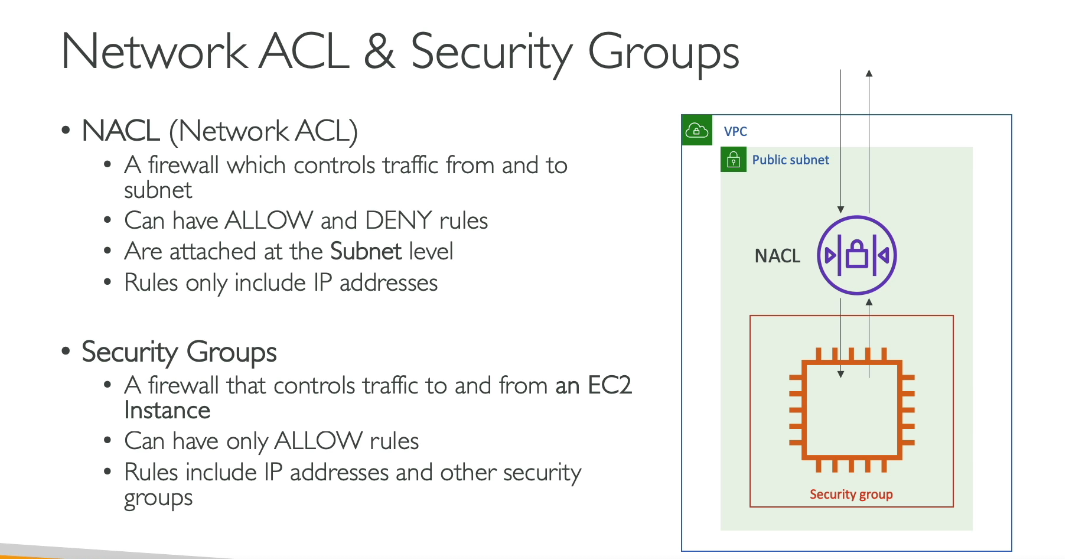 Network ACL & Security Groups
• NACL (Network ACL)
• A firewall which controls traffic from and to
subnet
• Can have ALLOW and DENY rules
• Are attached at the Subnet level
• Rules only include IP addresses
• Security Groups
• A firewall that controls traffic to and from an EC2
Instance
• Can have only ALLOW rules
• Rules include IP addresses and other security
groups
VPC
Public subnet
NACL
Security group